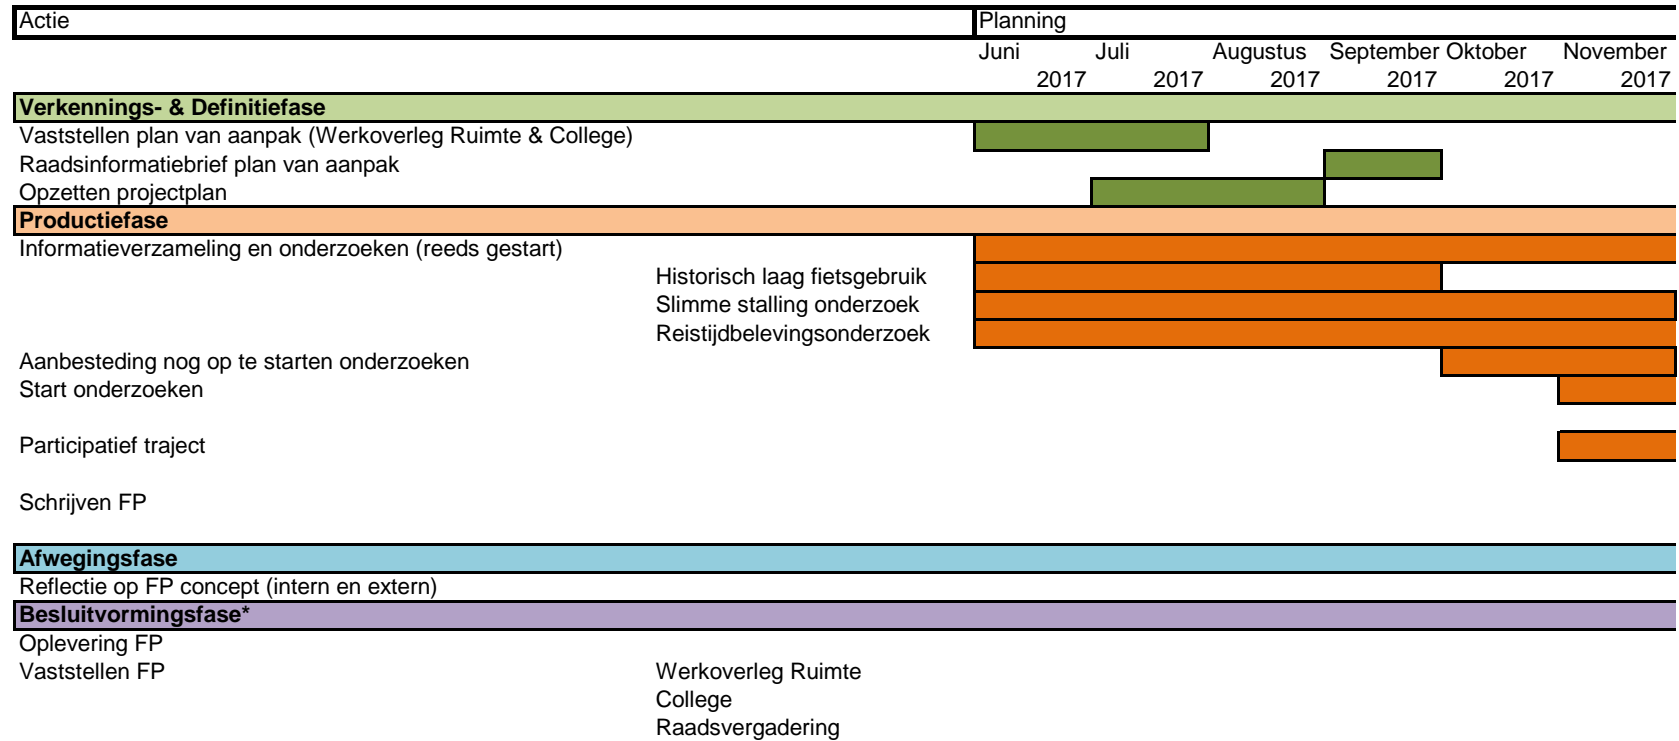 Actie Planning
Juni Juli Augustus September Oktober November
2017 2017 2017 2017 2017 2017
Verkennings- & Definitiefase
Vaststellen plan van aanpak (Werkoverleg Ruimte & College)
Raadsinformatiebrief plan van aanpak
Opzetten projectplan
Productiefase
Informatieverzameling en onderzoeken (reeds gestart)
Historisch laag fietsgebruik
Slimme stalling onderzoek
Reistijdbelevingsonderzoek
Aanbesteding nog op te starten onderzoeken
Start onderzoeken
Participatief traject
Schrijven FP
Afwegingsfase
Reflectie op FP concept (intern en extern)
Besluitvormingsfase*
Oplevering FP
Vaststellen FP Werkoverleg Ruimte
College
Raadsvergadering